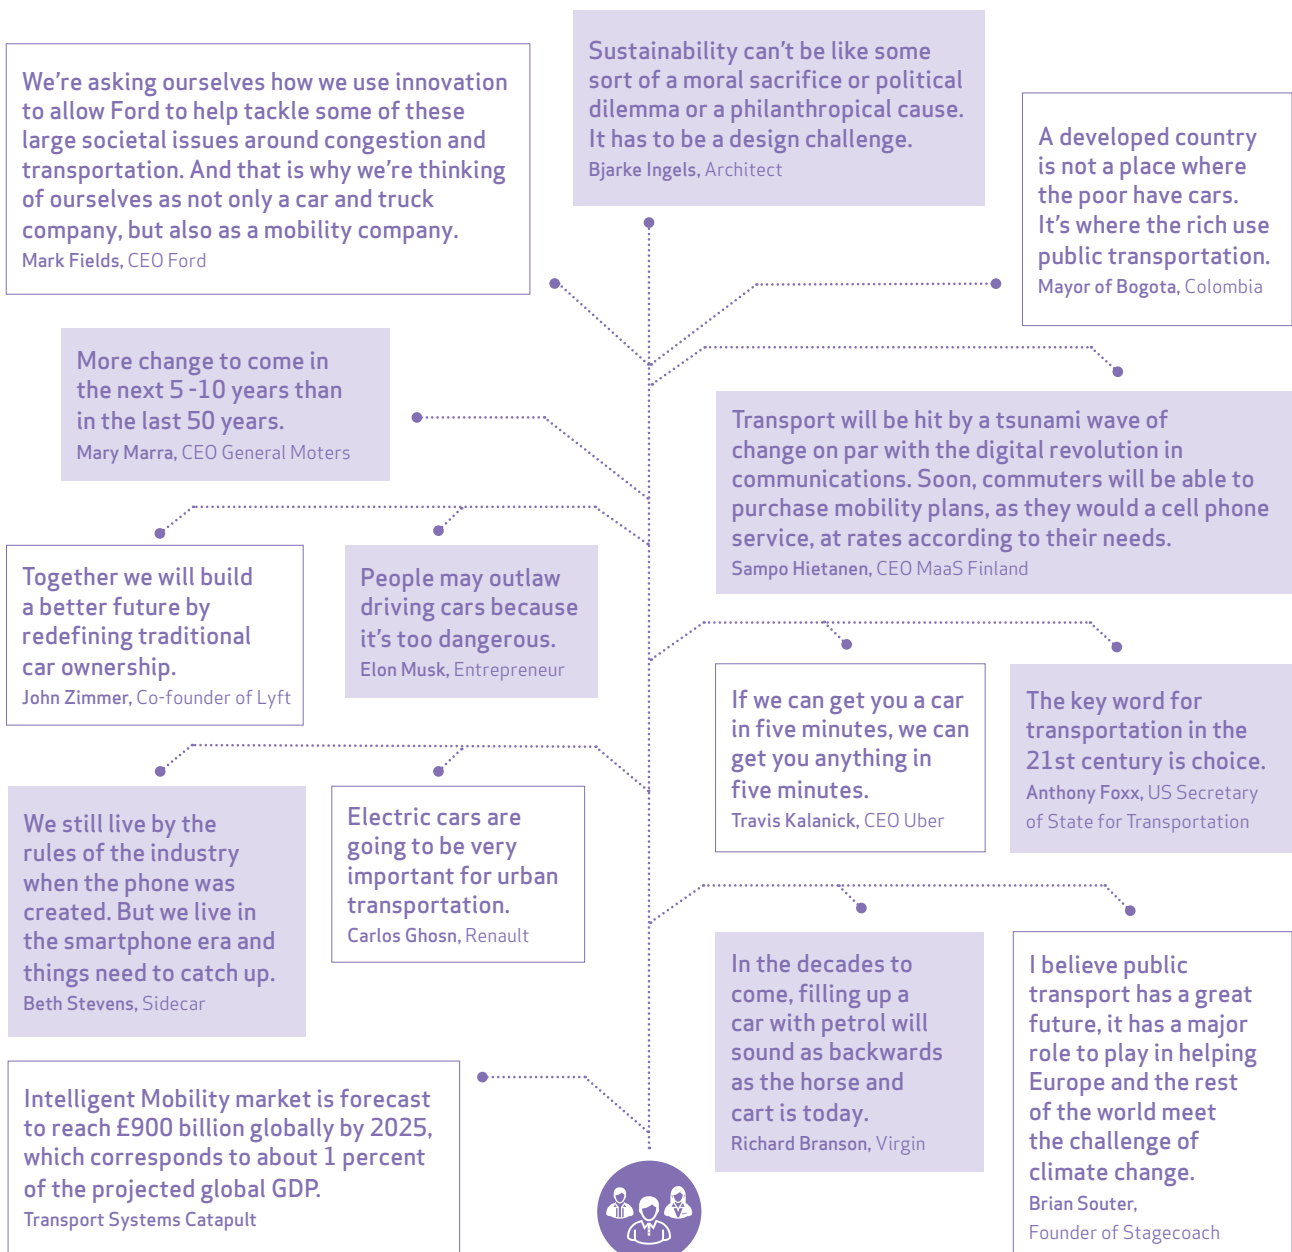 Sustainability can't be like some
sort of a moral sacrifice or political
dilemma or a philanthropical cause.
It has to be a design challenge.
Bjarke Ingels, Architect
We're asking ourselves how we use innovation
to allow Ford to help tackle some of these
large societal issues around congestion and
transportation. And that is why we're thinking
of ourselves as not only a car and truck
company, but also as a mobility company.
Mark Fields, CEO Ford
A developed country
is not a place where
the poor have cars.
It's where the rich use
public transportation.
Mayor of Bogota, Colombia
More change to come in
the next 5 -10 years than
in the last 50 years.
Mary Marra, CEO General Moters
Transport will be hit by a tsunami wave of
change on par with the digital revolution in
communications. Soon, commuters will be able to
purchase mobility plans, as they would a cell phone
service, at rates according to their needs.
Sampo Hietanen, CEO MaaS Finland
Together we will build
a better future by
redefining traditional
car ownership.
John Zimmer, Co-founder of Lyft
People may outlaw
driving cars because
it's too dangerous.
Elon Musk, Entrepreneur
If we can get you a car
in five minutes, we can
get you anything in
five minutes.
Travis Kalanick, CEO Uber
The key word for
transportation in the
21st century is choice.
Anthony Foxx, US Secretary
of State for Transportation
We still live by the
rules of the industry
when the phone was
created. But we live in
the smartphone era and
things need to catch up.
Beth Stevens, Sidecar
Electric cars are
going to be very
important for urban
transportation.
Carlos Ghosn, Renault
In the decades to
come, filling up a
car with petrol will
sound as backwards
as the horse and
cart is today.
Richard Branson, Virgin
I believe public
transport has a great
future, it has a major
role to play in helping
Europe and the rest
of the world meet
the challenge of
climate change.
Brian Souter,
Founder of Stagecoach
Intelligent Mobility market is forecast
to reach £900 billion globally by 2025,
which corresponds to about 1 percent
of the projected global GDP.
Transport Systems Catapult